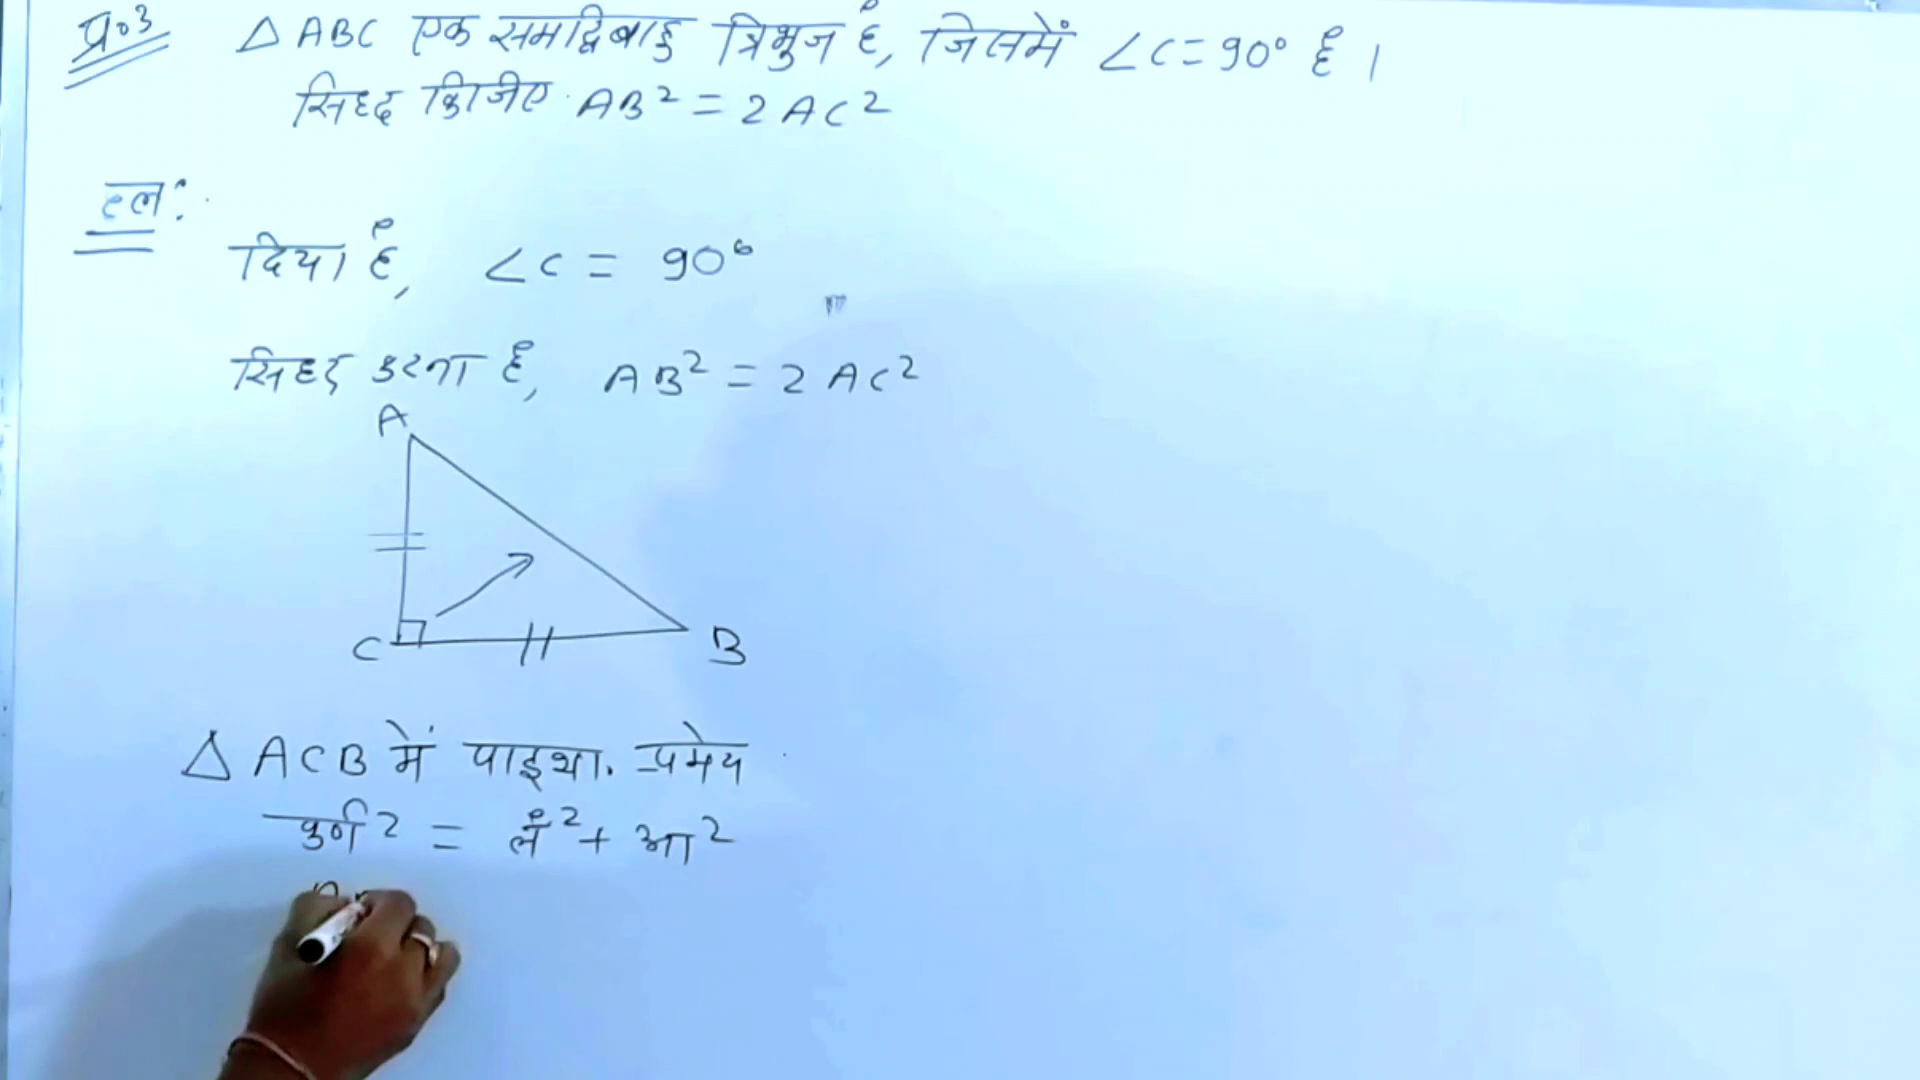 प्र०3 △ ABC एक समद्विबाहु त्रिभुज है, जिसमें ∠C = 90° है।
सिद्द किजीए AB² = 2AC²
हल:
दिया है, ∠C = 90°
सिद्द करना है, AB² = 2AC²
A
C B
△ ACB में पाइथा. प्रमेय
कर्ण² = लं² + आ²